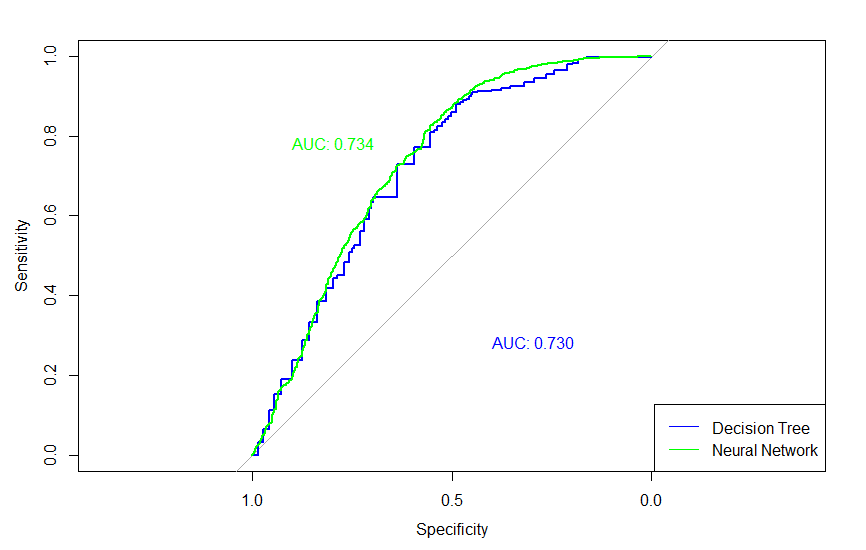 1.0
0.8
0.6
0.4
0.2
0.0
Sensitivity
AUC: 0.734
AUC: 0.730
Decision Tree
Neural Network
1.0 0.5 0.0
Specificity